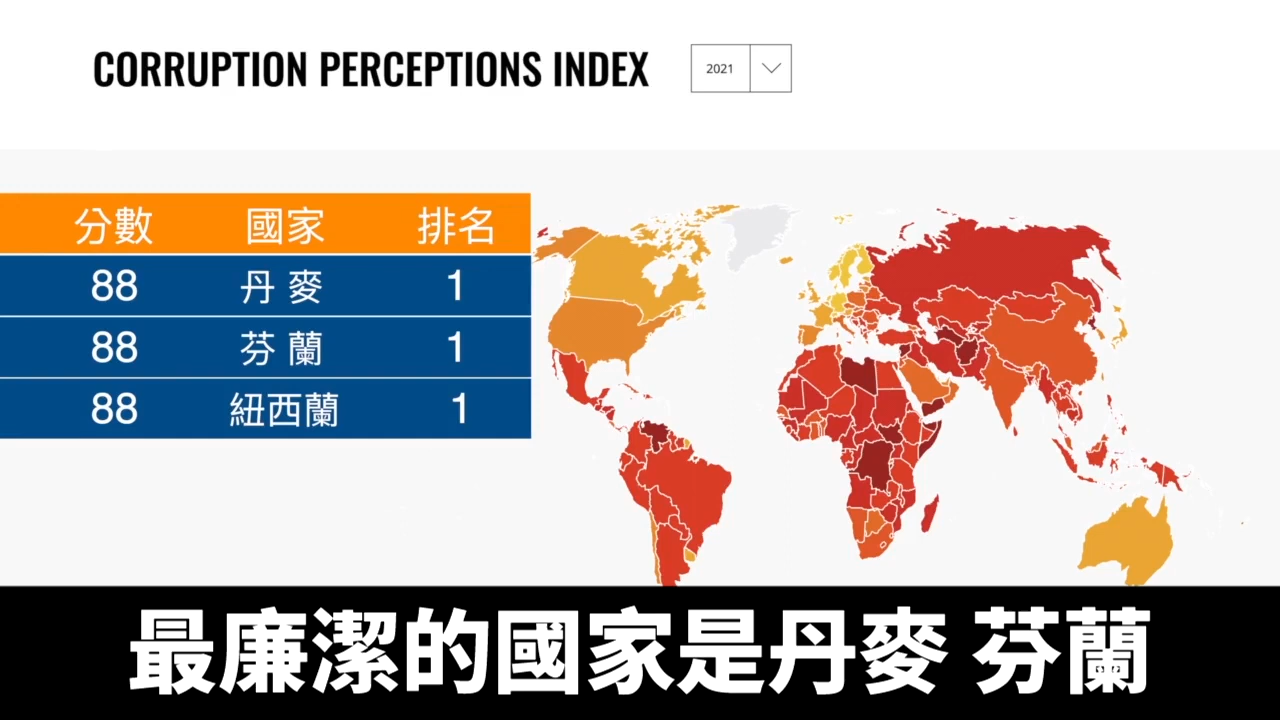 CORRUPTION PERCEPTIONS INDEX 2021
分數 國家 排名
88 丹麥 1
88 芬蘭 1
88 紐西蘭 1
最廉潔的國家是丹麥 芬蘭